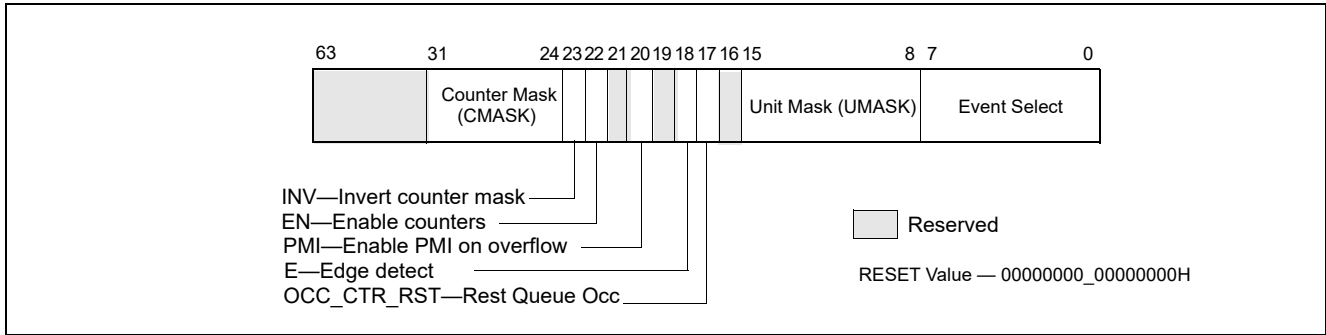 63 31 24 23 22 21 20 19 18 17 16 15 8 7 0
Counter Mask
(CMASK)
Unit Mask (UMASK)
Event Select
INV—Invert counter mask
EN—Enable counters
PMI—Enable PMI on overflow
E—Edge detect
OCC_CTR_RST—Rest Queue Occ
Reserved
RESET Value — 00000000_00000000H